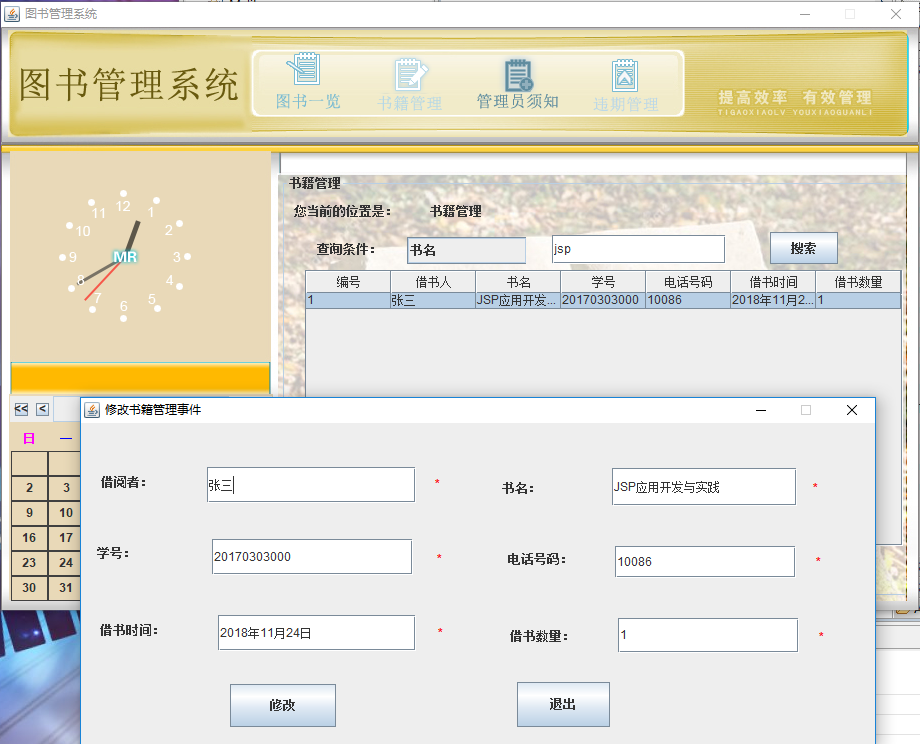 图书管理系统
图书管理系统
图书一览
书籍管理
管理员须知
违期管理
提高效率 有效管理
TIGAOXIAOLV YOUXIAOGUANLI
12
11
1
10
2
9
MR
3
8
4
7
6
5
书籍管理
您当前的位置是： 书籍管理
查询条件： 书名 jsp 搜索
编号 借书人 书名 学号 电话号码 借书时间 借书数量
1 张三 JSP应用开发... 20170303000 10086 2018年11月2... 1
<< <
日 一
2 3
9 10
16 17
23 24
30 31
修改书籍管理事件
借阅者： 张三 * 书名： JSP应用开发与实践 *
学号： 20170303000 * 电话号码： 10086 *
借书时间： 2018年11月24日 * 借书数量： 1 *
修改 退出